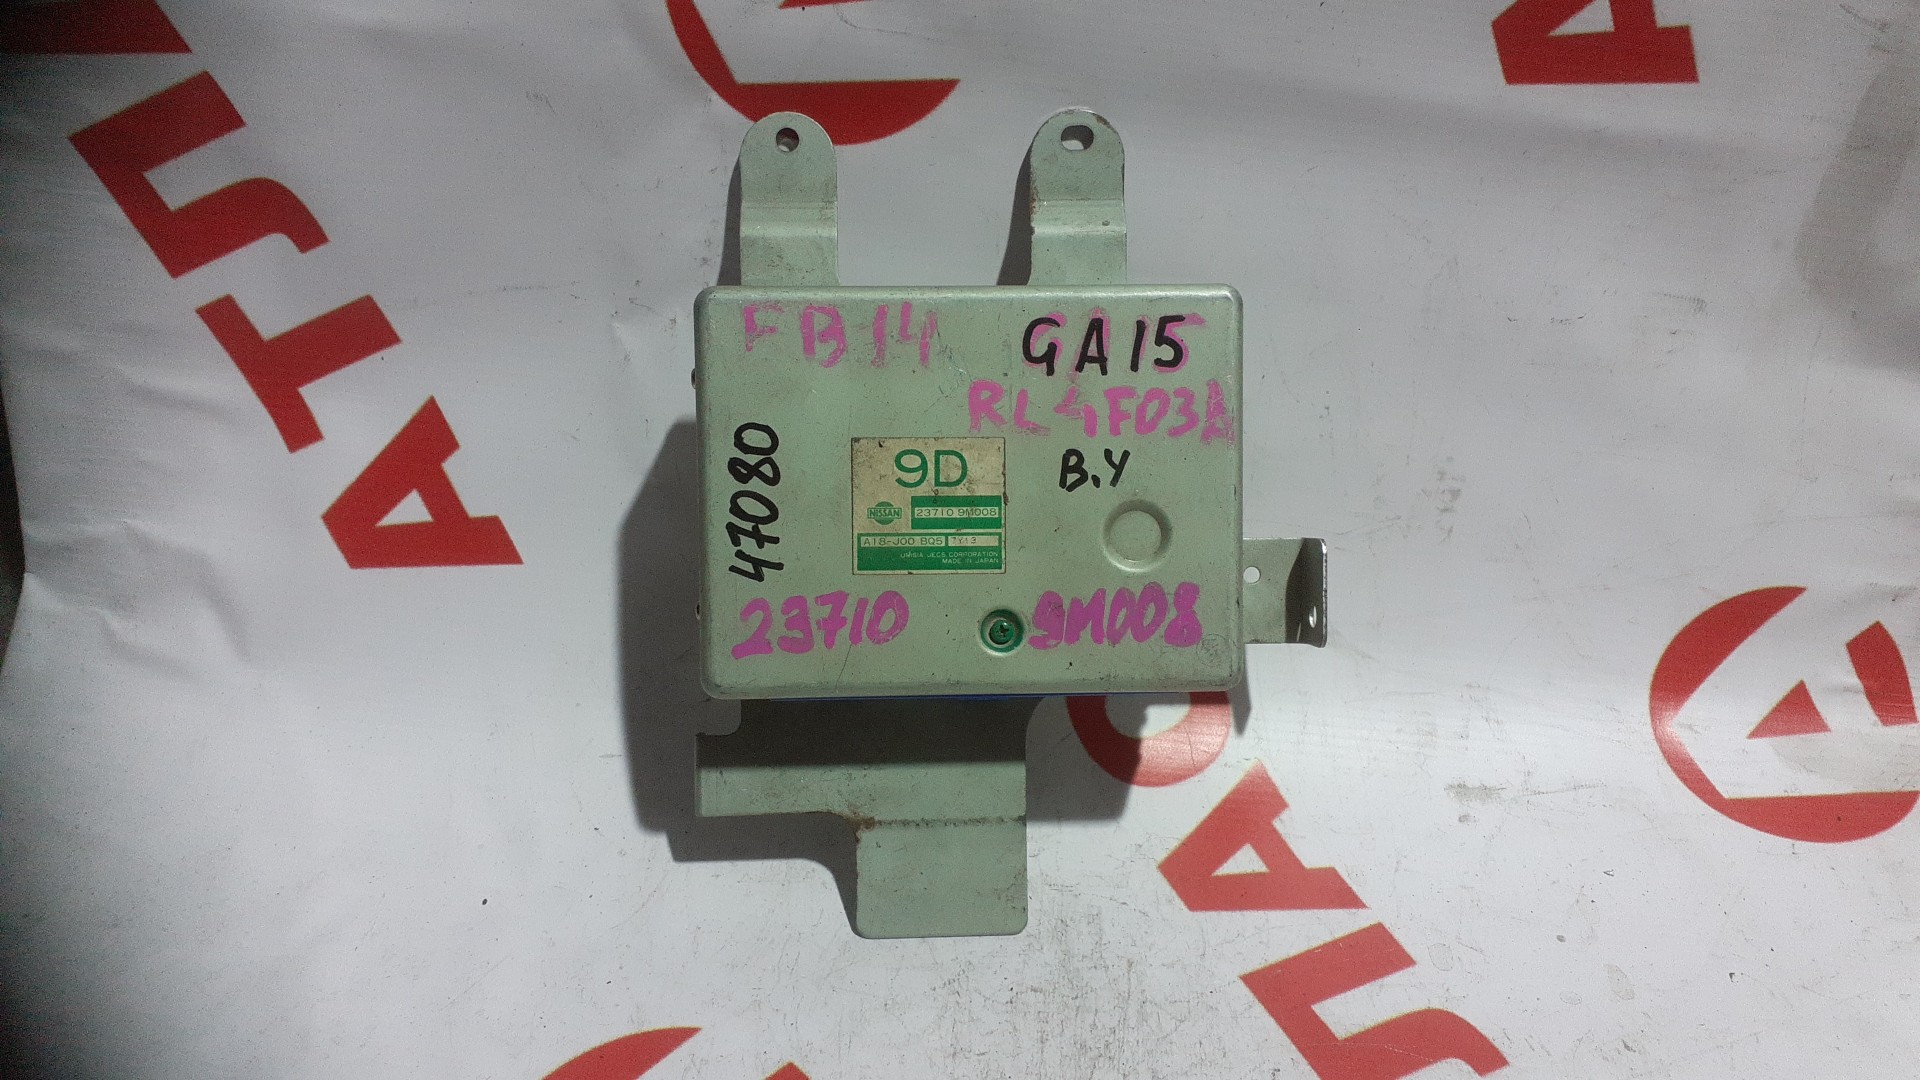 FB14
GA15
RL4F03A
47080
B.Y
9D
NISSAN
23710 9M008
A18-J00 BQ5
UNISIA JECS CORPORATION
MADE IN JAPAN
23710
9M008
АТЛ